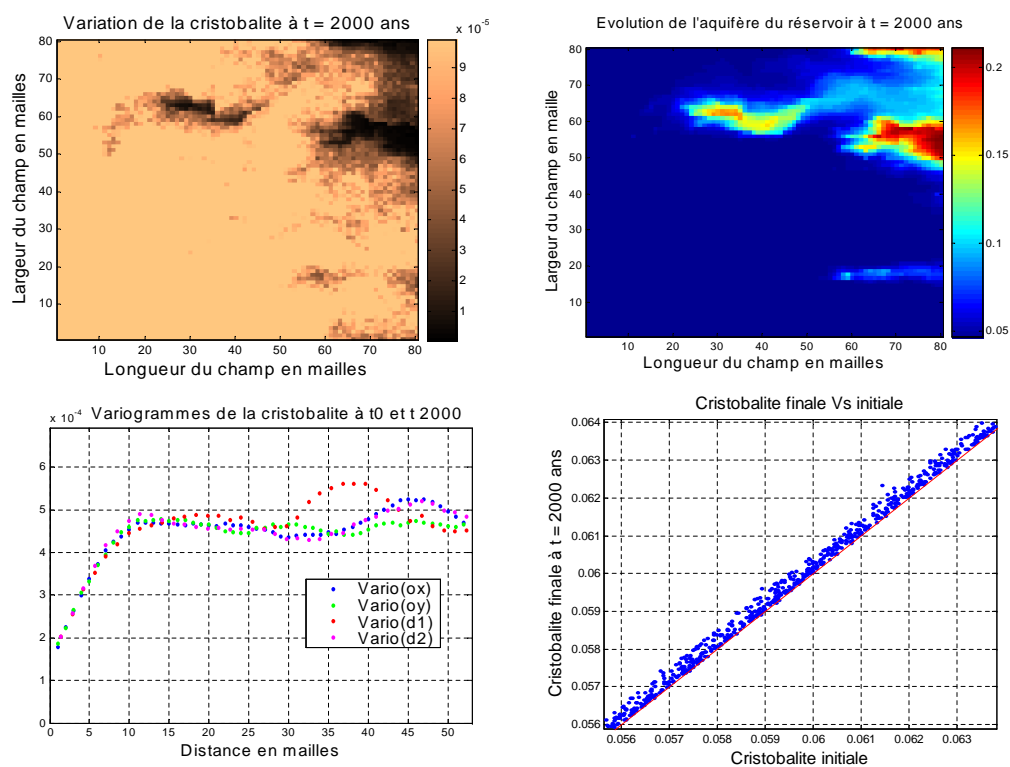 Variation de la cristobalite à t = 2000 ans
x 10^-5
80
70
60
50
40
30
20
10
10 20 30 40 50 60 70 80
9
8
7
6
5
4
3
2
1
Largeur du champ en mailles
Longueur du champ en mailles
Evolution de l'aquifère du réservoir à t = 2000 ans
80
70
60
50
40
30
20
10
10 20 30 40 50 60 70 80
0.2
0.15
0.1
0.05
Largeur du champ en maille
Longueur du champ en mailles
x 10^-4 Variogrammes de la cristobalite à t0 et t 2000
6
5
4
3
2
1
0
0 5 10 15 20 25 30 35 40 45 50
Vario(ox)
Vario(oy)
Vario(d1)
Vario(d2)
Distance en mailles
Cristobalite finale Vs initiale
0.064
0.063
0.062
0.061
0.06
0.059
0.058
0.057
0.056
0.056 0.057 0.058 0.059 0.06 0.061 0.062 0.063
Cristobalite finale à t = 2000 ans
Cristobalite initiale